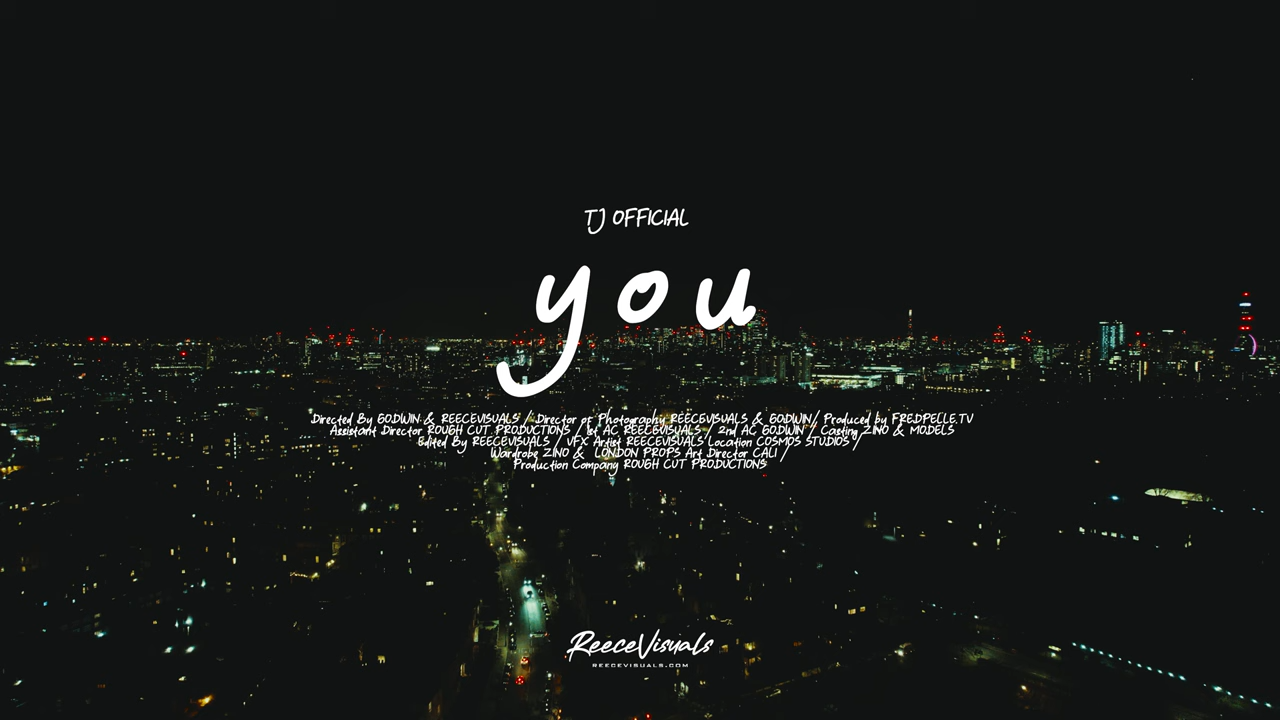 TJ OFFICIAL
you
Directed By GODWIN & REECEVISUALS / Director of Photography REECEVISUALS & GODWIN/ Produced by FREDPELLE.TV
Assistant Director ROUGH CUT PRODUCTIONS / 1st AC REECEVISUALS / 2nd AC GODWIN / Casting ZINO & MODELS
Edited By REECEVISUALS / VFX Artist REECEVISUALS Location COSMOS STUDIOS /
Wardrobe ZINO & LONDON PROPS Art Director CALI /
Production Company ROUGH CUT PRODUCTIONS
ReeceVisuals
REECEVISUALS.COM